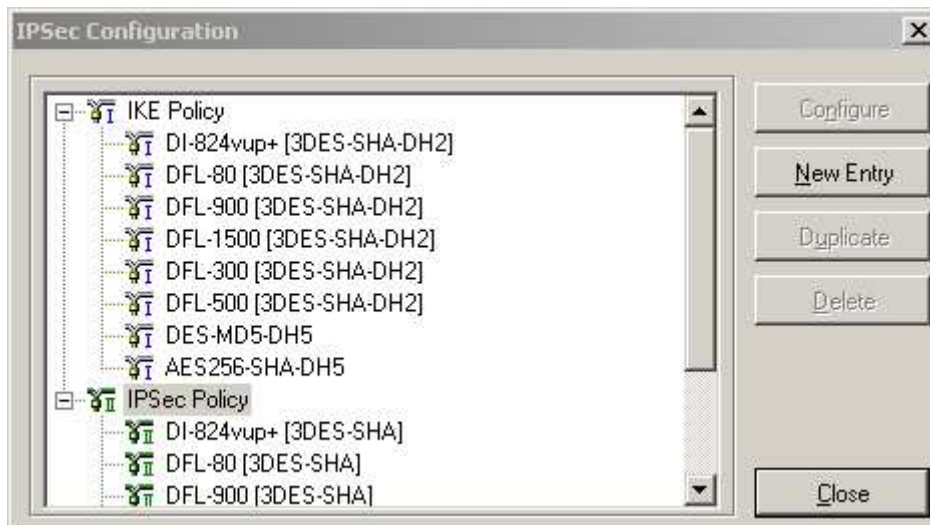 IPSec Configuration
IKE Policy
DI-824vup+ [3DES-SHA-DH2]
DFL-80 [3DES-SHA-DH2]
DFL-900 [3DES-SHA-DH2]
DFL-1500 [3DES-SHA-DH2]
DFL-300 [3DES-SHA-DH2]
DFL-500 [3DES-SHA-DH2]
DES-MD5-DH5
AES256-SHA-DH5
IPSec Policy
DI-824vup+ [3DES-SHA]
DFL-80 [3DES-SHA]
DFL-900 [3DES-SHA]
Configure
New Entry
Duplicate
Delete
Close